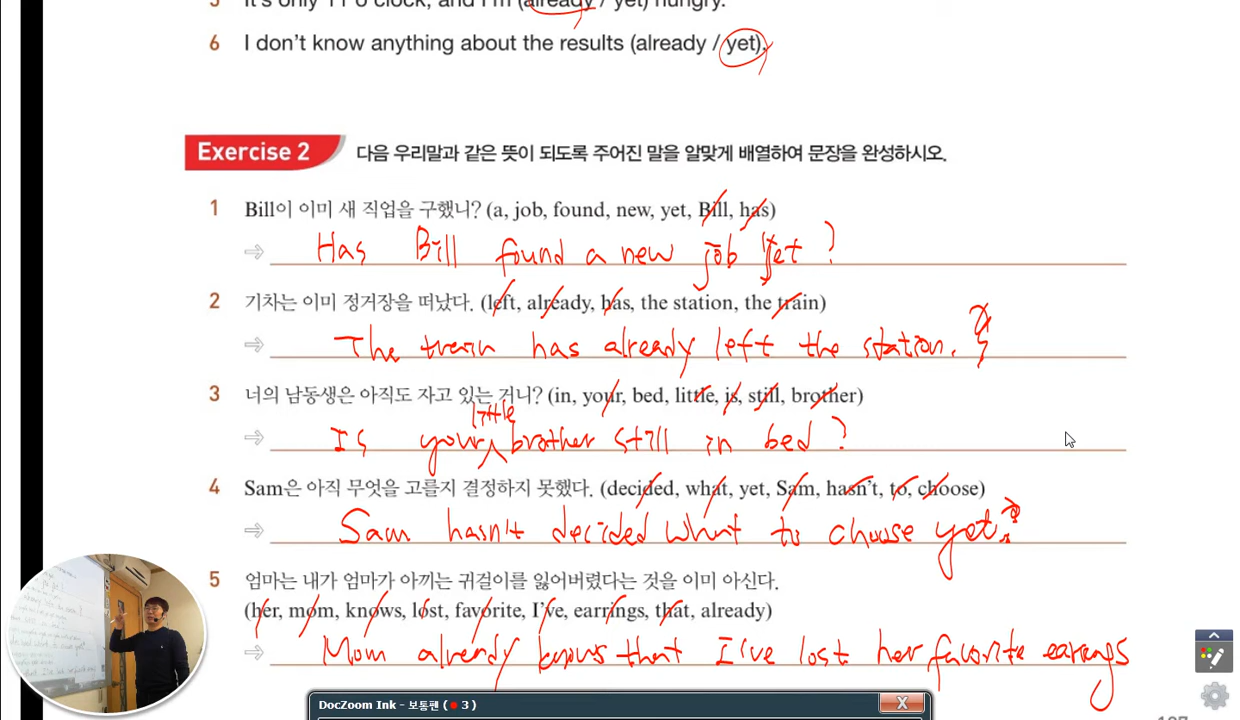 5 It's only 11 o'clock, and I'm (already / yet) hungry.
6 I don't know anything about the results (already / yet).
Exercise 2 다음 우리말과 같은 뜻이 되도록 주어진 말을 알맞게 배열하여 문장을 완성하시오.
1 Bill이 이미 새 직업을 구했니? (a, job, found, new, yet, Bill, has)
⇨ Has Bill found a new job yet?
2 기차는 이미 정거장을 떠났다. (left, already, has, the station, the train)
⇨ The train has already left the station.
3 너의 남동생은 아직도 자고 있는 거니? (in, your, bed, little, is, still, brother)
little
⇨ Is your brother still in bed?
4 Sam은 아직 무엇을 고를지 결정하지 못했다. (decided, what, yet, Sam, hasn't, to, choose)
⇨ Sam hasn't decided what to choose yet.
5 엄마는 내가 엄마가 아끼는 귀걸이를 잃어버렸다는 것을 이미 아신다.
(her, mom, knows, lost, favorite, I've, earrings, that, already)
⇨ Mom already knows that I've lost her favorite earings
DocZoom Ink - 보통펜 ( 3 )
X